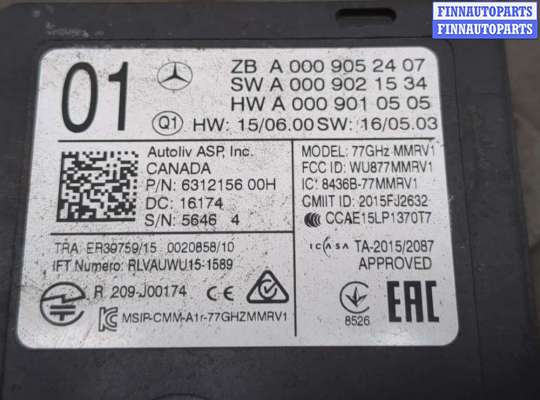 FINNAUTOPARTS
FINNAUTOPARTS
01
ZB A 000 905 24 07
SW A 000 902 15 34
HW A 000 901 05 05
Q1 HW: 15/06.00 SW: 16/05.03
Autoliv ASP, Inc.
CANADA
P/N: 6312156 00H
DC: 16174
S/N: 5646 4
MODEL: 77GHz MMRV1
FCC ID: WU877MMRV1
IC: 8436B-77MMRV1
CMIIT ID: 2015FJ2632
CCC CCAE15LP1370T7
TRA: ER39759/15 0020858/10
IFT Numero: RLVAUWU15-1589
ICASA TA-2015/2087
APPROVED
R 209-J00174
CE
MSIP-CMM-A1r-77GHZMMRV1
8526
EAC